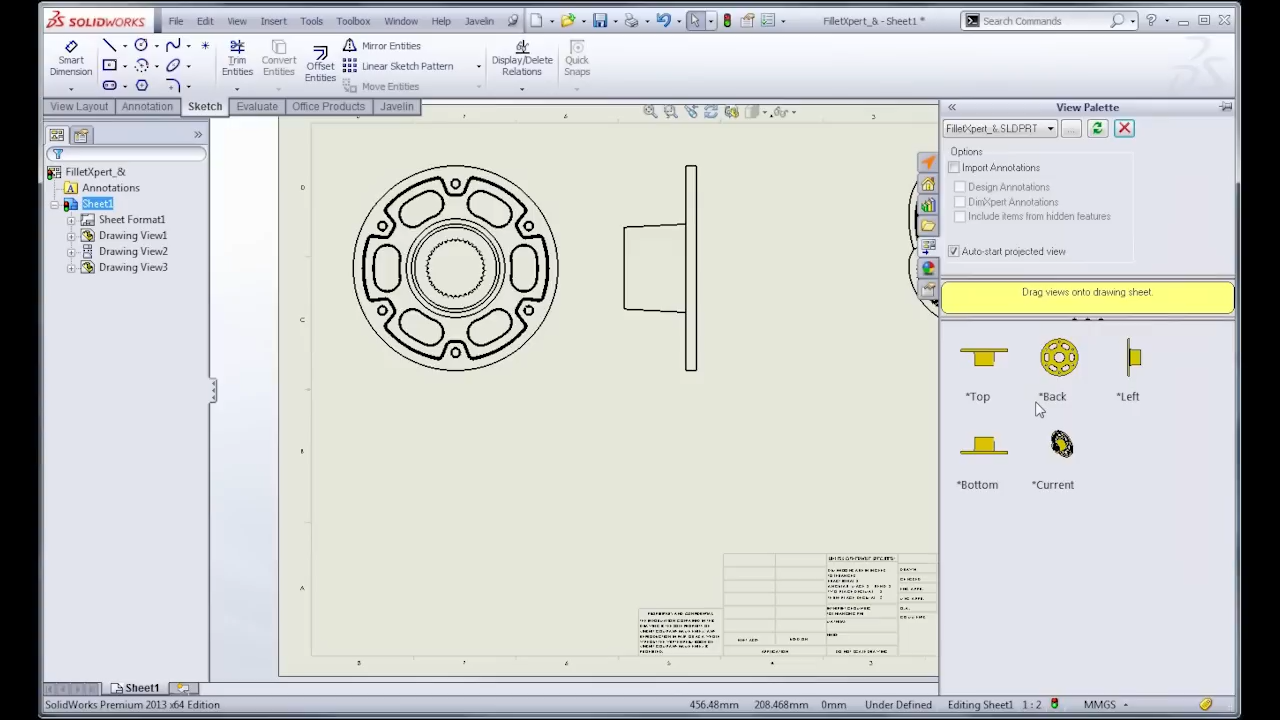 SOLIDWORKS File Edit View Insert Tools Toolbox Window Help Javelin FilletXpert_& - Sheet1 * Search Commands
Smart Dimension
Trim Entities
Convert Entities
Offset Entities
Mirror Entities
Linear Sketch Pattern
Move Entities
Display/Delete Relations
Quick Snaps
View Layout Annotation Sketch Evaluate Office Products Javelin
View Palette
FilletXpert_&.SLDPRT
Options
Import Annotations
Design Annotations
DimXpert Annotations
Include items from hidden features
Auto-start projected view
Drag views onto drawing sheet.
*Top *Back *Left
*Bottom *Current
FilletXpert_&
Annotations
Sheet1
Sheet Format1
Drawing View1
Drawing View2
Drawing View3
D
C
B
A
APPLICATION DO NOT SCALE DRAWING
Sheet1
SolidWorks Premium 2013 x64 Edition 456.48mm 208.468mm 0mm Under Defined Editing Sheet1 1 : 2 MMGS